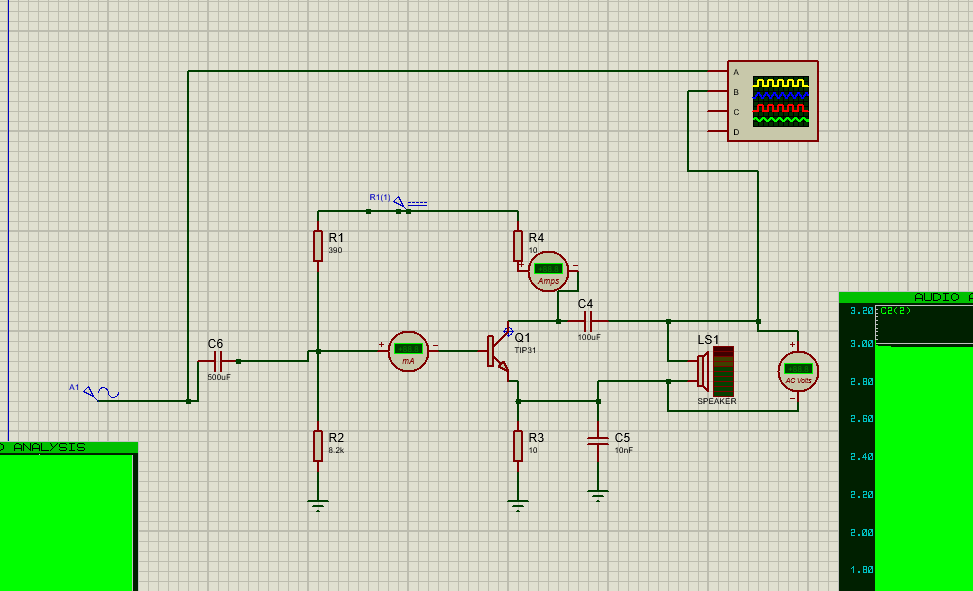 A
B
C
D
R1(1)
R1
390
R4
10
+
−
Amps
C4
100uF
C6
500uF
+
−
mA
Q1
TIP31
LS1
SPEAKER
+
−
AC Volts
A1
R2
8.2k
R3
10
C5
10nF
O ANALYSIS
AUDIO A
C2(2)
3.20
3.00
2.80
2.60
2.40
2.20
2.00
1.80